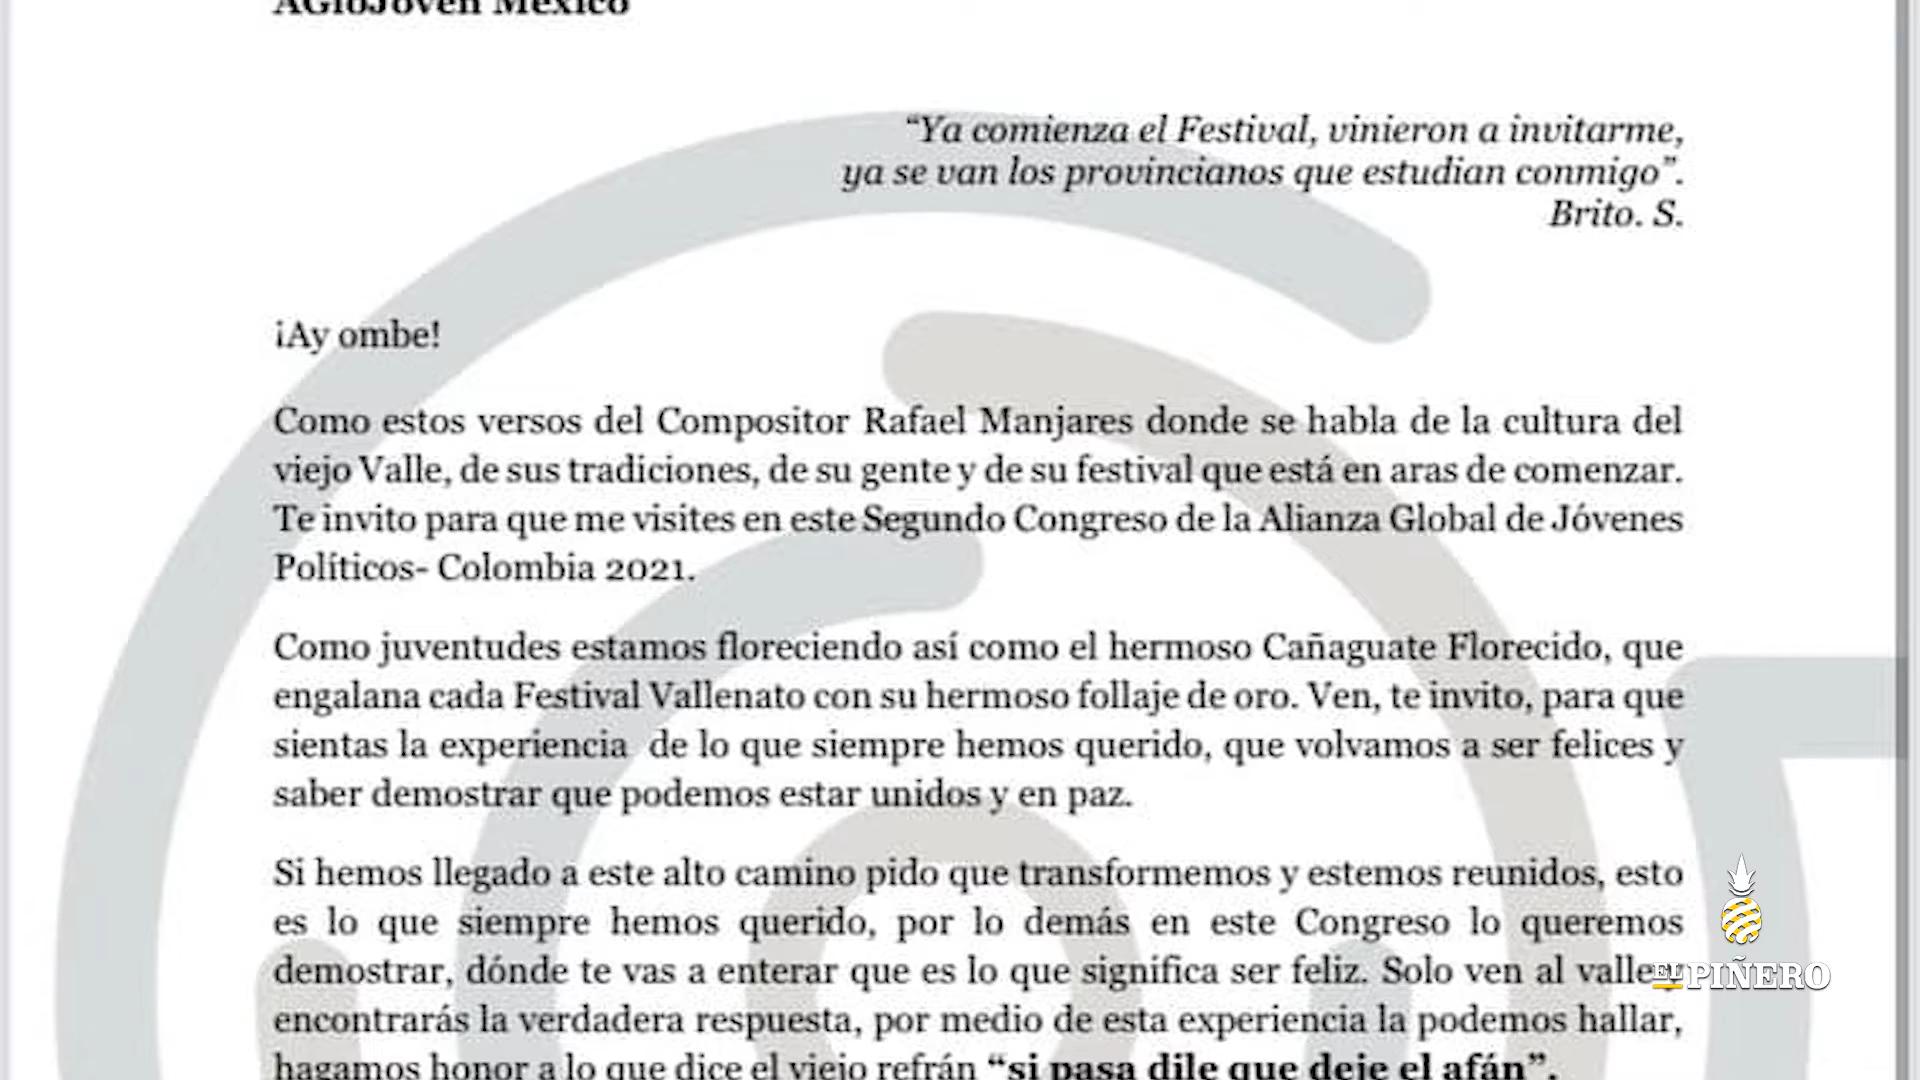 AGloJoven México
“Ya comienza el Festival, vinieron a invitarme,
ya se van los provincianos que estudian conmigo”.
Brito. S.
¡Ay ombe!
Como estos versos del Compositor Rafael Manjares donde se habla de la cultura del
viejo Valle, de sus tradiciones, de su gente y de su festival que está en aras de comenzar.
Te invito para que me visites en este Segundo Congreso de la Alianza Global de Jóvenes
Políticos- Colombia 2021.
Como juventudes estamos floreciendo así como el hermoso Cañaguate Florecido, que
engalana cada Festival Vallenato con su hermoso follaje de oro. Ven, te invito, para que
sientas la experiencia de lo que siempre hemos querido, que volvamos a ser felices y
saber demostrar que podemos estar unidos y en paz.
Si hemos llegado a este alto camino pido que transformemos y estemos reunidos, esto
es lo que siempre hemos querido, por lo demás en este Congreso lo queremos
demostrar, dónde te vas a enterar que es lo que significa ser feliz. Solo ven al valle y
encontrarás la verdadera respuesta, por medio de esta experiencia la podemos hallar,
hagamos honor a lo que dice el viejo refrán “si pasa dile que deje el afán”.
EL PIÑERO